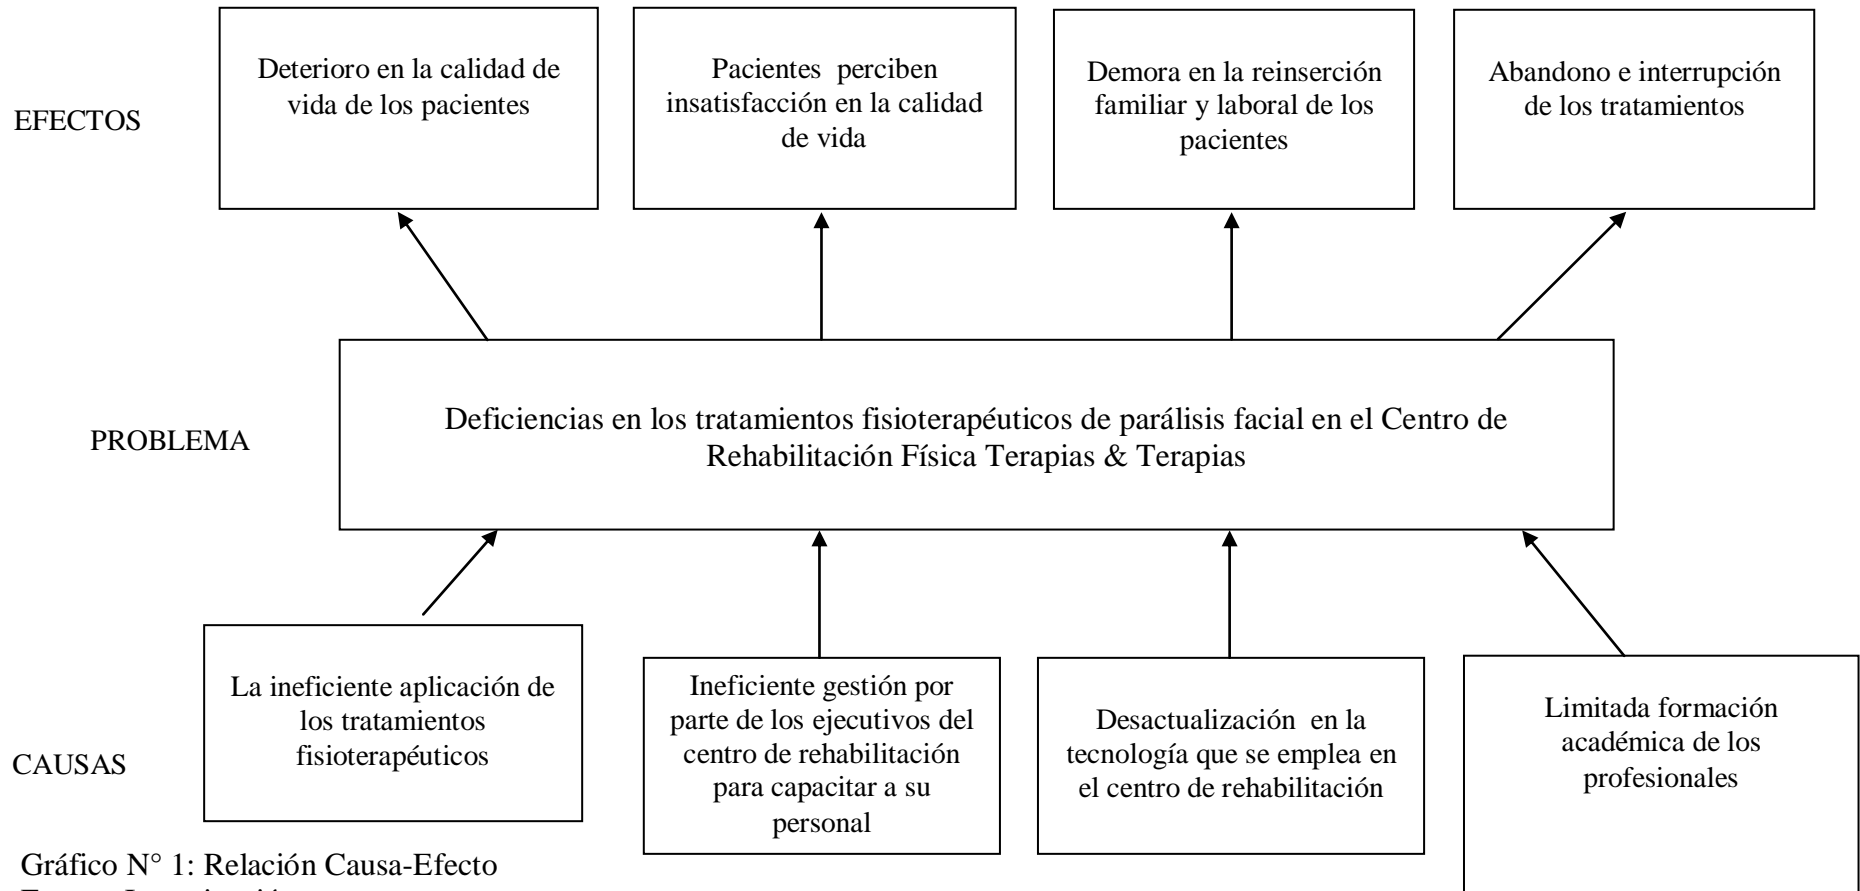 Deterioro en la calidad de
vida de los pacientes
Pacientes perciben
insatisfacción en la calidad
de vida
Demora en la reinserción
familiar y laboral de los
pacientes
Abandono e interrupción
de los tratamientos
EFECTOS
PROBLEMA
Deficiencias en los tratamientos fisioterapéuticos de parálisis facial en el Centro de
Rehabilitación Física Terapias & Terapias
La ineficiente aplicación de
los tratamientos
fisioterapéuticos
Ineficiente gestión por
parte de los ejecutivos del
centro de rehabilitación
para capacitar a su
personal
Desactualización en la
tecnología que se emplea en
el centro de rehabilitación
Limitada formación
académica de los
profesionales
CAUSAS
Gráfico N° 1: Relación Causa-Efecto